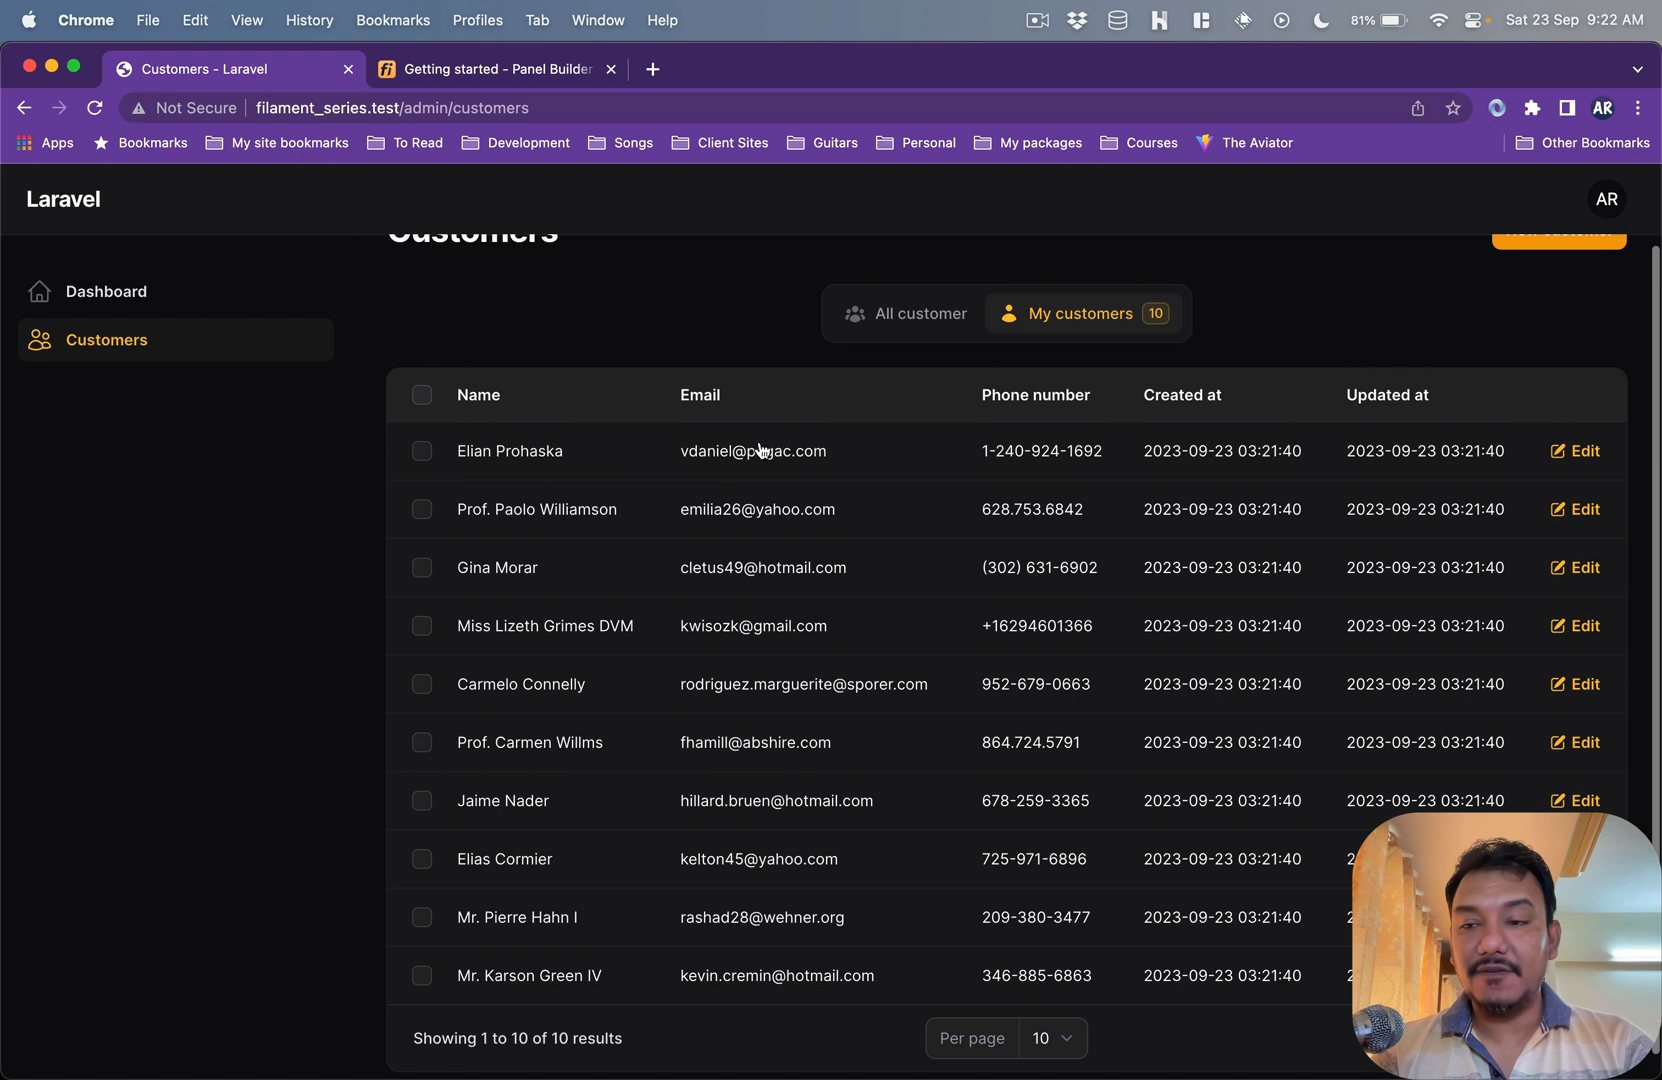 Chrome File Edit View History Bookmarks Profiles Tab Window Help 81% Sat 23 Sep 9:22 AM
Customers - Laravel Getting started - Panel Builder
Not Secure filament_series.test/admin/customers AR
Apps Bookmarks My site bookmarks To Read Development Songs Client Sites Guitars Personal My packages Courses The Aviator Other Bookmarks
Laravel AR
Customers
Dashboard
Customers
All customer My customers 10
Name Email Phone number Created at Updated at
Elian Prohaska 1-240-924-1692 2023-09-23 03:21:40 2023-09-23 03:21:40 Edit
Prof. Paolo Williamson emilia26@yahoo.com 628.753.6842 2023-09-23 03:21:40 2023-09-23 03:21:40 Edit
Gina Morar cletus49@hotmail.com (302) 631-6902 2023-09-23 03:21:40 2023-09-23 03:21:40 Edit
Miss Lizeth Grimes DVM kwisozk@gmail.com +16294601366 2023-09-23 03:21:40 2023-09-23 03:21:40 Edit
Carmelo Connelly rodriguez.marguerite@sporer.com 952-679-0663 2023-09-23 03:21:40 2023-09-23 03:21:40 Edit
Prof. Carmen Willms fhamill@abshire.com 864.724.5791 2023-09-23 03:21:40 2023-09-23 03:21:40 Edit
Jaime Nader hillard.bruen@hotmail.com 678-259-3365 2023-09-23 03:21:40 2023-09-23 03:21:40 Edit
Elias Cormier kelton45@yahoo.com 725-971-6896 2023-09-23 03:21:40
Mr. Pierre Hahn I rashad28@wehner.org 209-380-3477 2023-09-23 03:21:40
Mr. Karson Green IV kevin.cremin@hotmail.com 346-885-6863 2023-09-23 03:21:40
Showing 1 to 10 of 10 results Per page 10